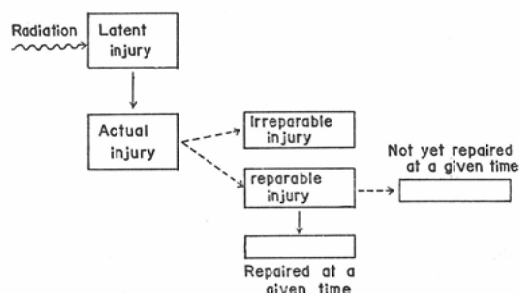 Radiation
Latent
injury
Actual
injury
Irreparable
injury
reparable
injury
Not yet repaired
at a given time
Repaired at a
given time